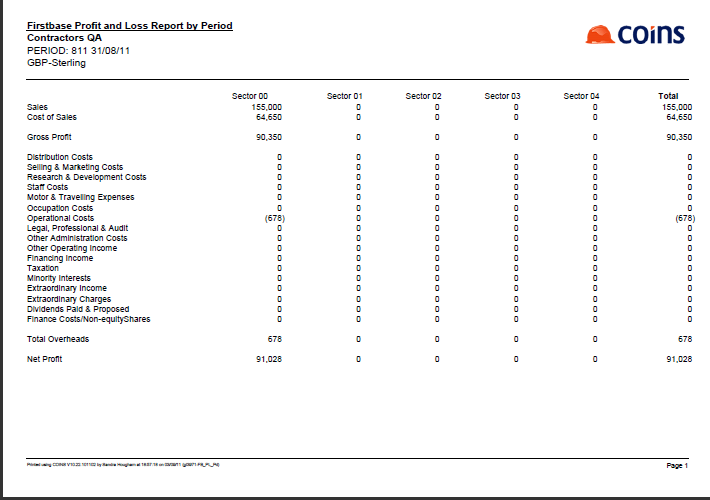 Firstbase Profit and Loss Report by Period
Contractors QA
PERIOD: 811 31/08/11
GBP-Sterling
COINS
Sector 00 Sector 01 Sector 02 Sector 03 Sector 04 Total
Sales 155,000 0 0 0 0 155,000
Cost of Sales 64,650 0 0 0 0 64,650
Gross Profit 90,350 0 0 0 0 90,350
Distribution Costs 0 0 0 0 0 0
Selling & Marketing Costs 0 0 0 0 0 0
Research & Development Costs 0 0 0 0 0 0
Staff Costs 0 0 0 0 0 0
Motor & Travelling Expenses 0 0 0 0 0 0
Occupation Costs 0 0 0 0 0 0
Operational Costs (678) 0 0 0 0 (678)
Legal, Professional & Audit 0 0 0 0 0 0
Other Administration Costs 0 0 0 0 0 0
Other Operating Income 0 0 0 0 0 0
Financing Income 0 0 0 0 0 0
Taxation 0 0 0 0 0 0
Minority Interests 0 0 0 0 0 0
Extraordinary Income 0 0 0 0 0 0
Extraordinary Charges 0 0 0 0 0 0
Dividends Paid & Proposed 0 0 0 0 0 0
Finance Costs/Non-equityShares 0 0 0 0 0 0
Total Overheads 678 0 0 0 0 678
Net Profit 91,028 0 0 0 0 91,028
Printed using COINS by Sandra Hougham at on
Page 1